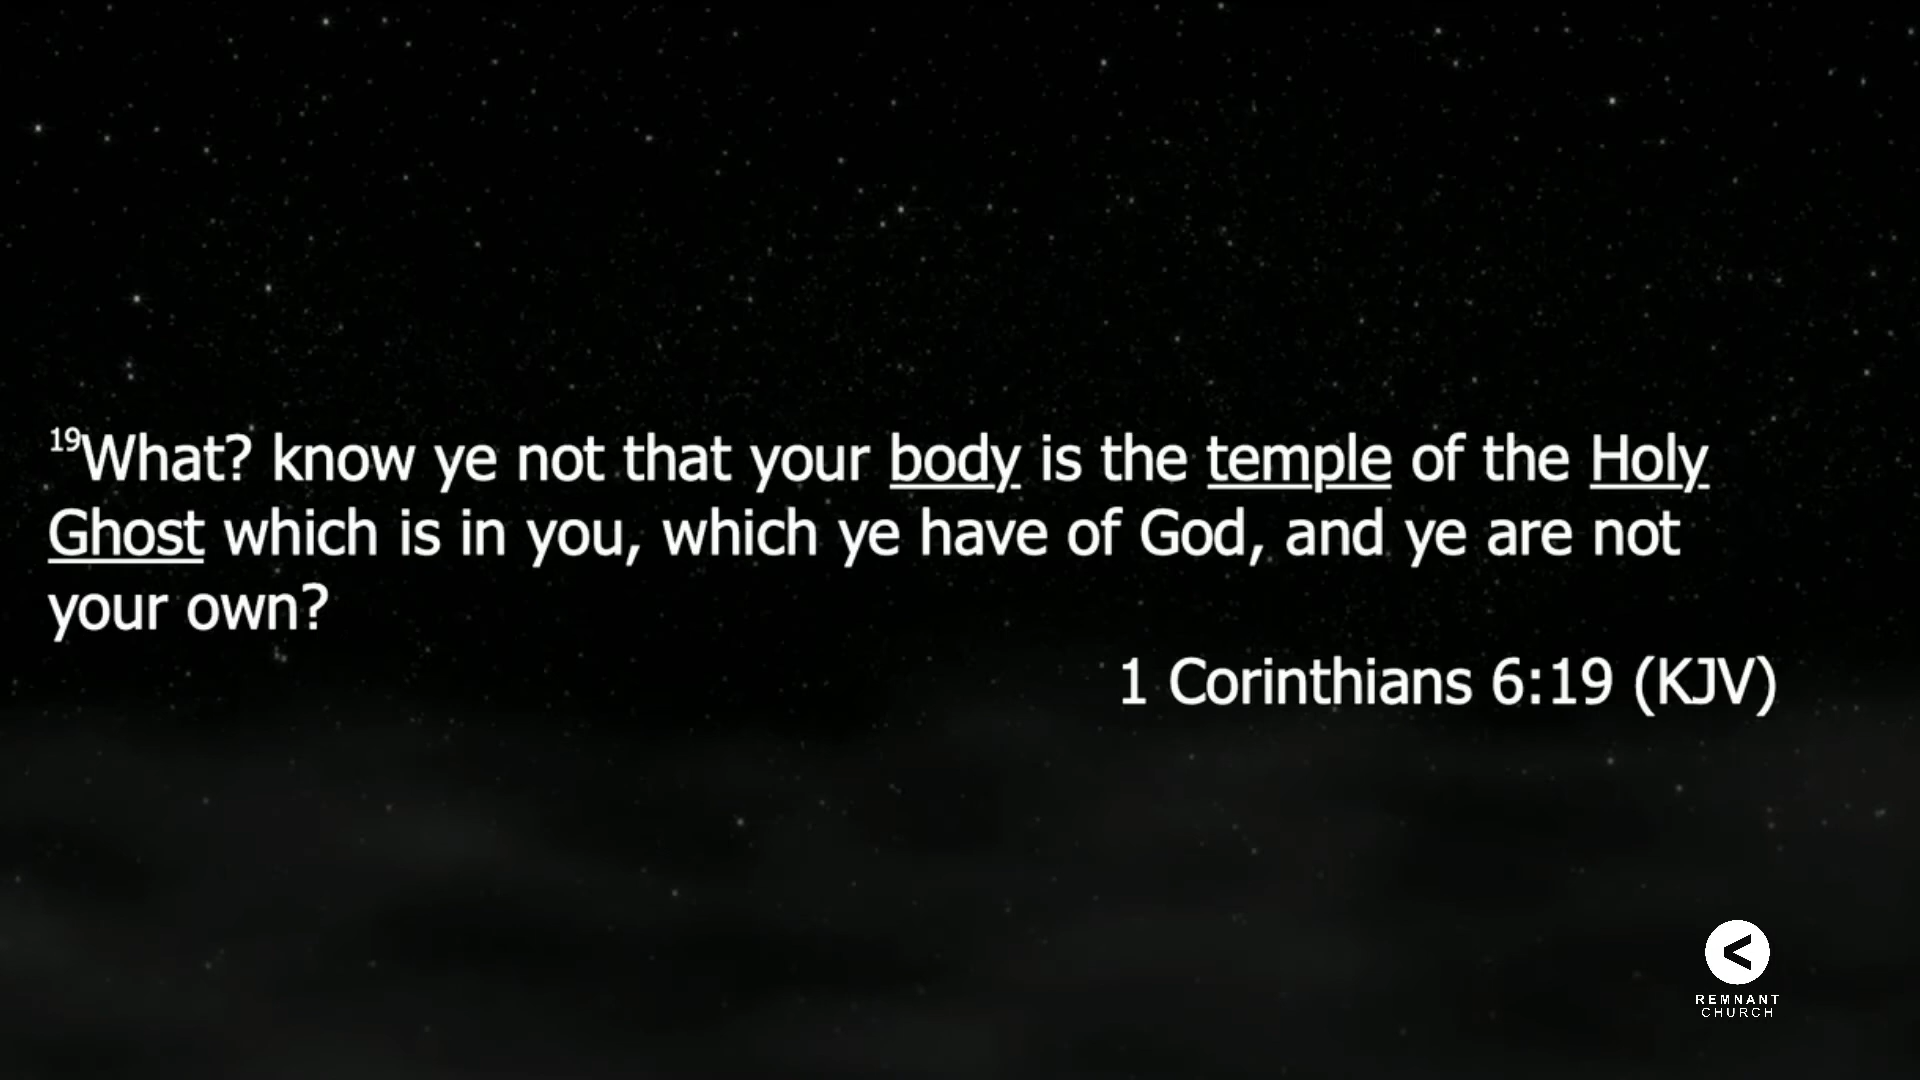 19What? know ye not that your body is the temple of the Holy
Ghost which is in you, which ye have of God, and ye are not
your own?
1 Corinthians 6:19 (KJV)
REMNANT
CHURCH